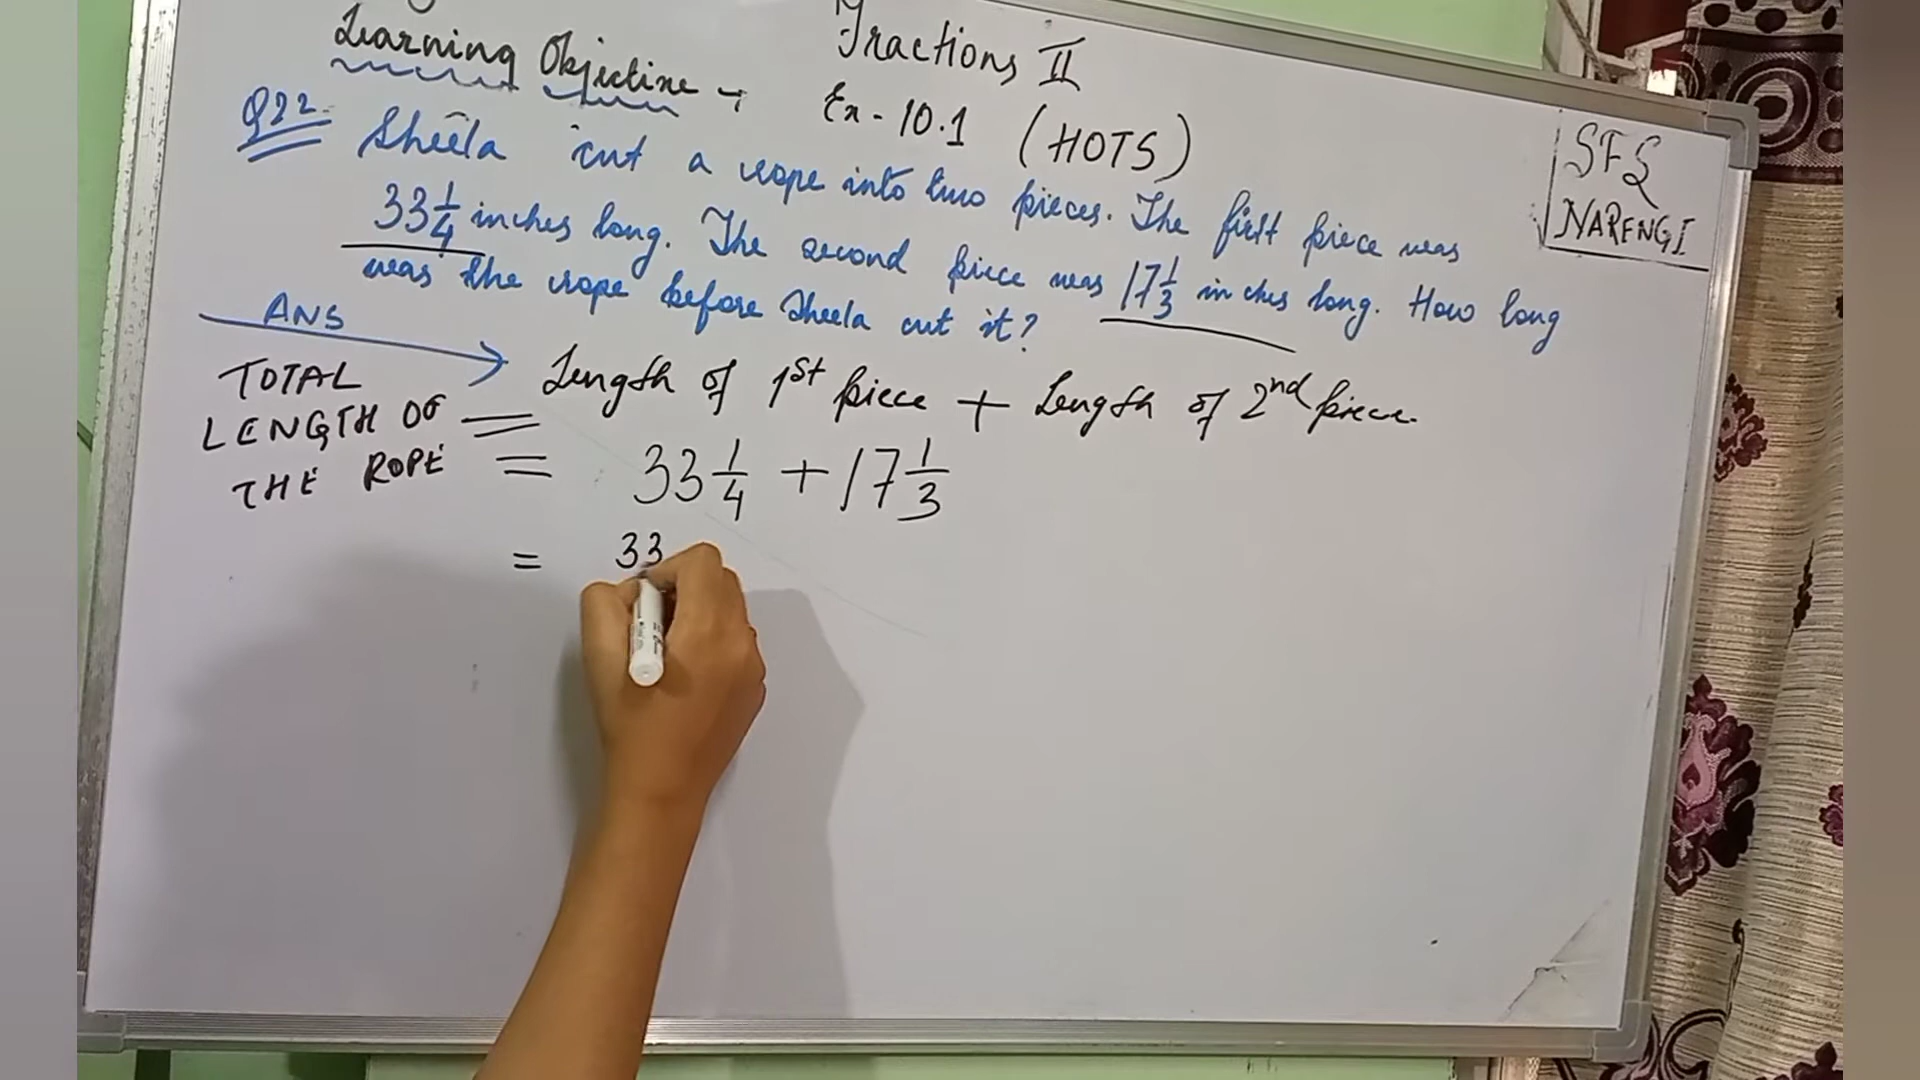 Fractions II
Learning Objective →
Ex - 10.1 (HOTS)
SFS
NARENGI
Q22. Sheela cut a rope into two pieces. The first piece was
33 1/4 inches long. The second piece was 17 1/3 inches long. How long
was the rope before Sheela cut it?
ANS
TOTAL
LENGTH OF
THE ROPE
= Length of 1st piece + Length of 2nd piece.
= 33 1/4 + 17 1/3
= 33